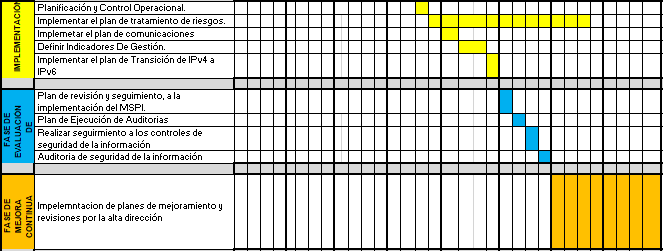 IMPLEMENTACION
Planificación y Control Operacional.
Implementar el plan de tratamiento de riesgos.
Implemetar el plan de comunicaciones
Definir Indicadores De Gestión.
Implementar el plan de Transición de IPv4 a
IPv6
FASE DE
EVALUACION
DE
Plan de revisión y seguimiento, a la
implementación del MSPI.
Plan de Ejecución de Auditorias
Realizar seguirmiento a los controles de
seguridad de la información
Auditoria de seguridad de la información
FASE DE
MEJORA
CONTINUA
Impelemntacion de planes de mejoramiento y
revisiones por la alta dirección